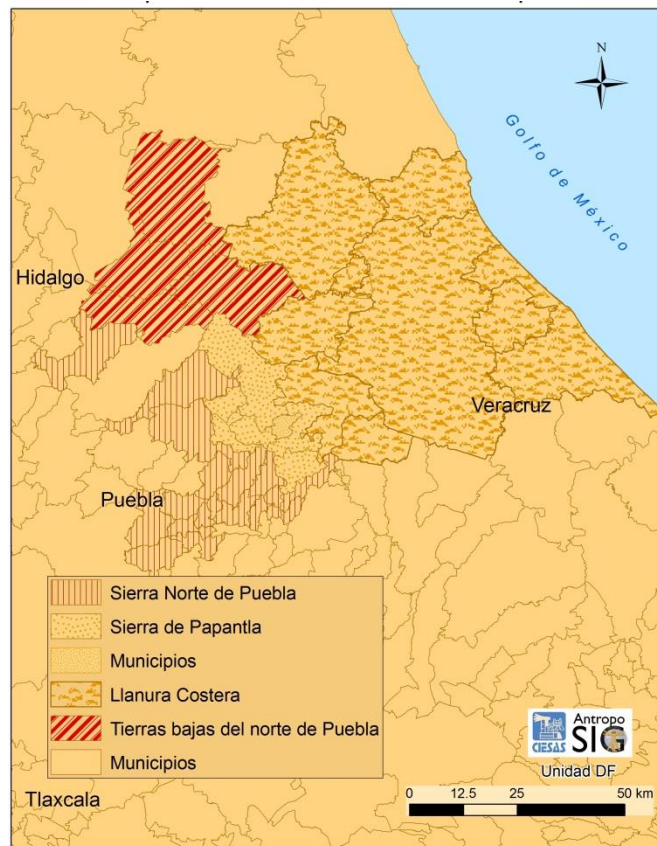 N
Golfo de México
Hidalgo
Veracruz
Puebla
Sierra Norte de Puebla
Sierra de Papantla
Municipios
Llanura Costera
Tierras bajas del norte de Puebla
Municipios
Antropo
CIESAS SIG
Unidad DF
Tlaxcala
0 12.5 25 50 km